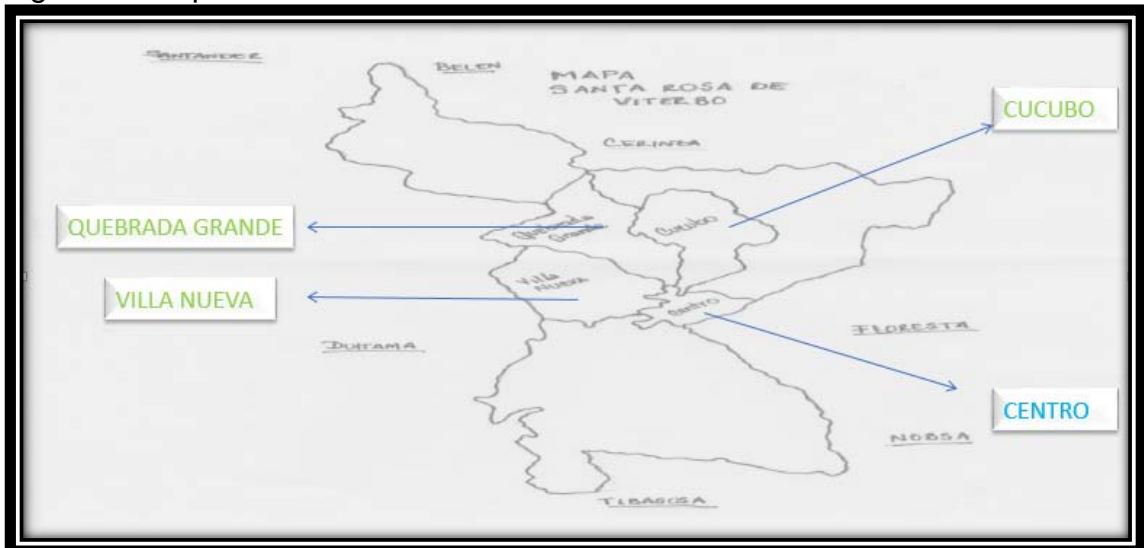 SANTANDER
BELEN
MAPA
SANTA ROSA DE
VITERBO
CUCUBO
CERINZA
QUEBRADA GRANDE
Quebrada
Grande
Cucubo
VILLA NUEVA
Villa
NUEVA
Centro
FLORESTA
DUITAMA
CENTRO
NOBSA
TIBASOSA